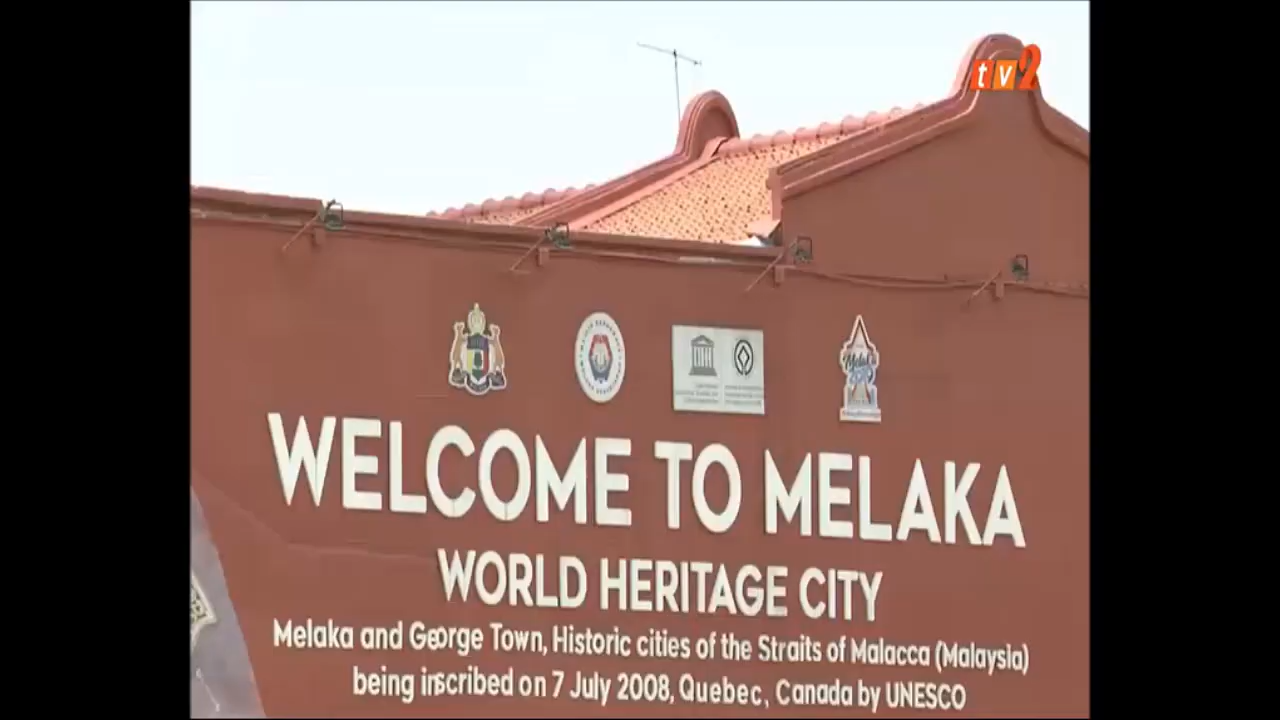 tv2
Melaka
WELCOME TO MELAKA
WORLD HERITAGE CITY
Melaka and George Town, Historic cities of the Straits of Malacca (Malaysia)
being inscribed on 7 July 2008, Quebec, Canada by UNESCO